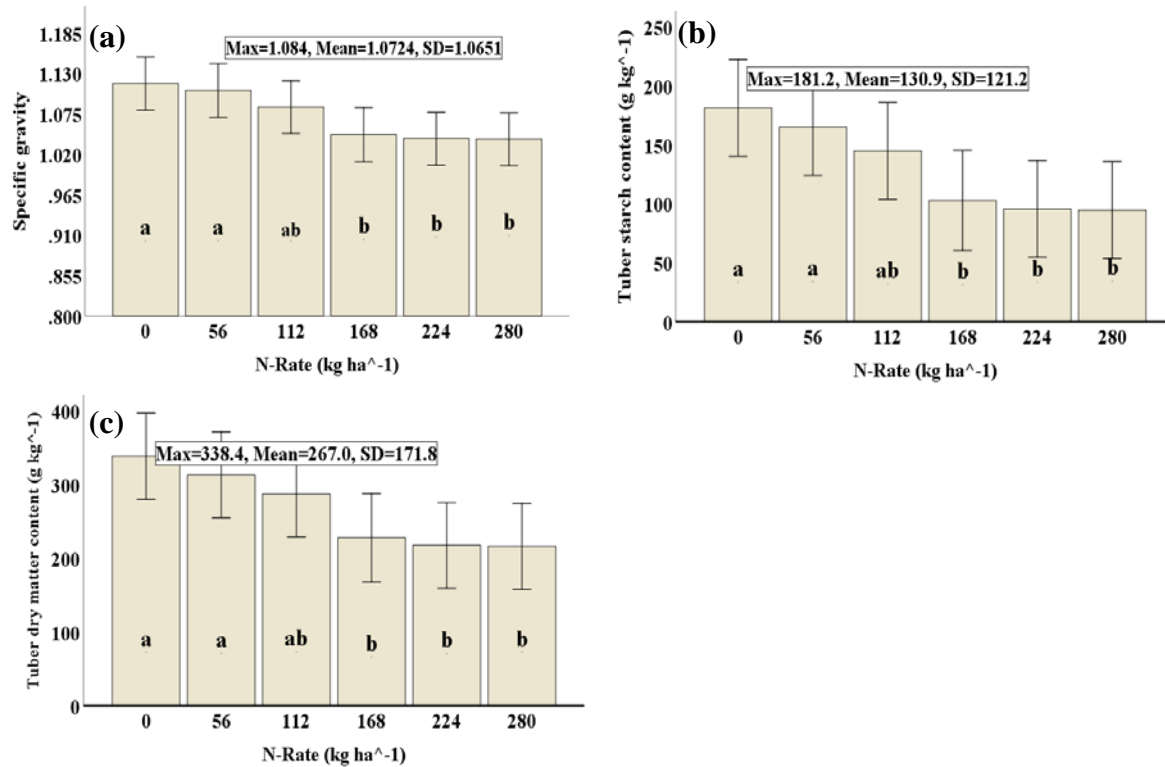 (a)
Max=1.084, Mean=1.0724, SD=1.0651
Specific gravity
1.185
1.130
1.075
1.020
.965
.910
.855
.800
a
a
ab
b
b
b
0 56 112 168 224 280
N-Rate (kg ha^-1)
(b)
Max=181.2, Mean=130.9, SD=121.2
Tuber starch content (g kg^-1)
250
200
150
100
50
0
a
a
ab
b
b
b
0 56 112 168 224 280
N-Rate (kg ha^-1)
(c)
Max=338.4, Mean=267.0, SD=171.8
Tuber dry matter content (g kg^-1)
400
300
200
100
0
a
a
ab
b
b
b
0 56 112 168 224 280
N-Rate (kg ha^-1)